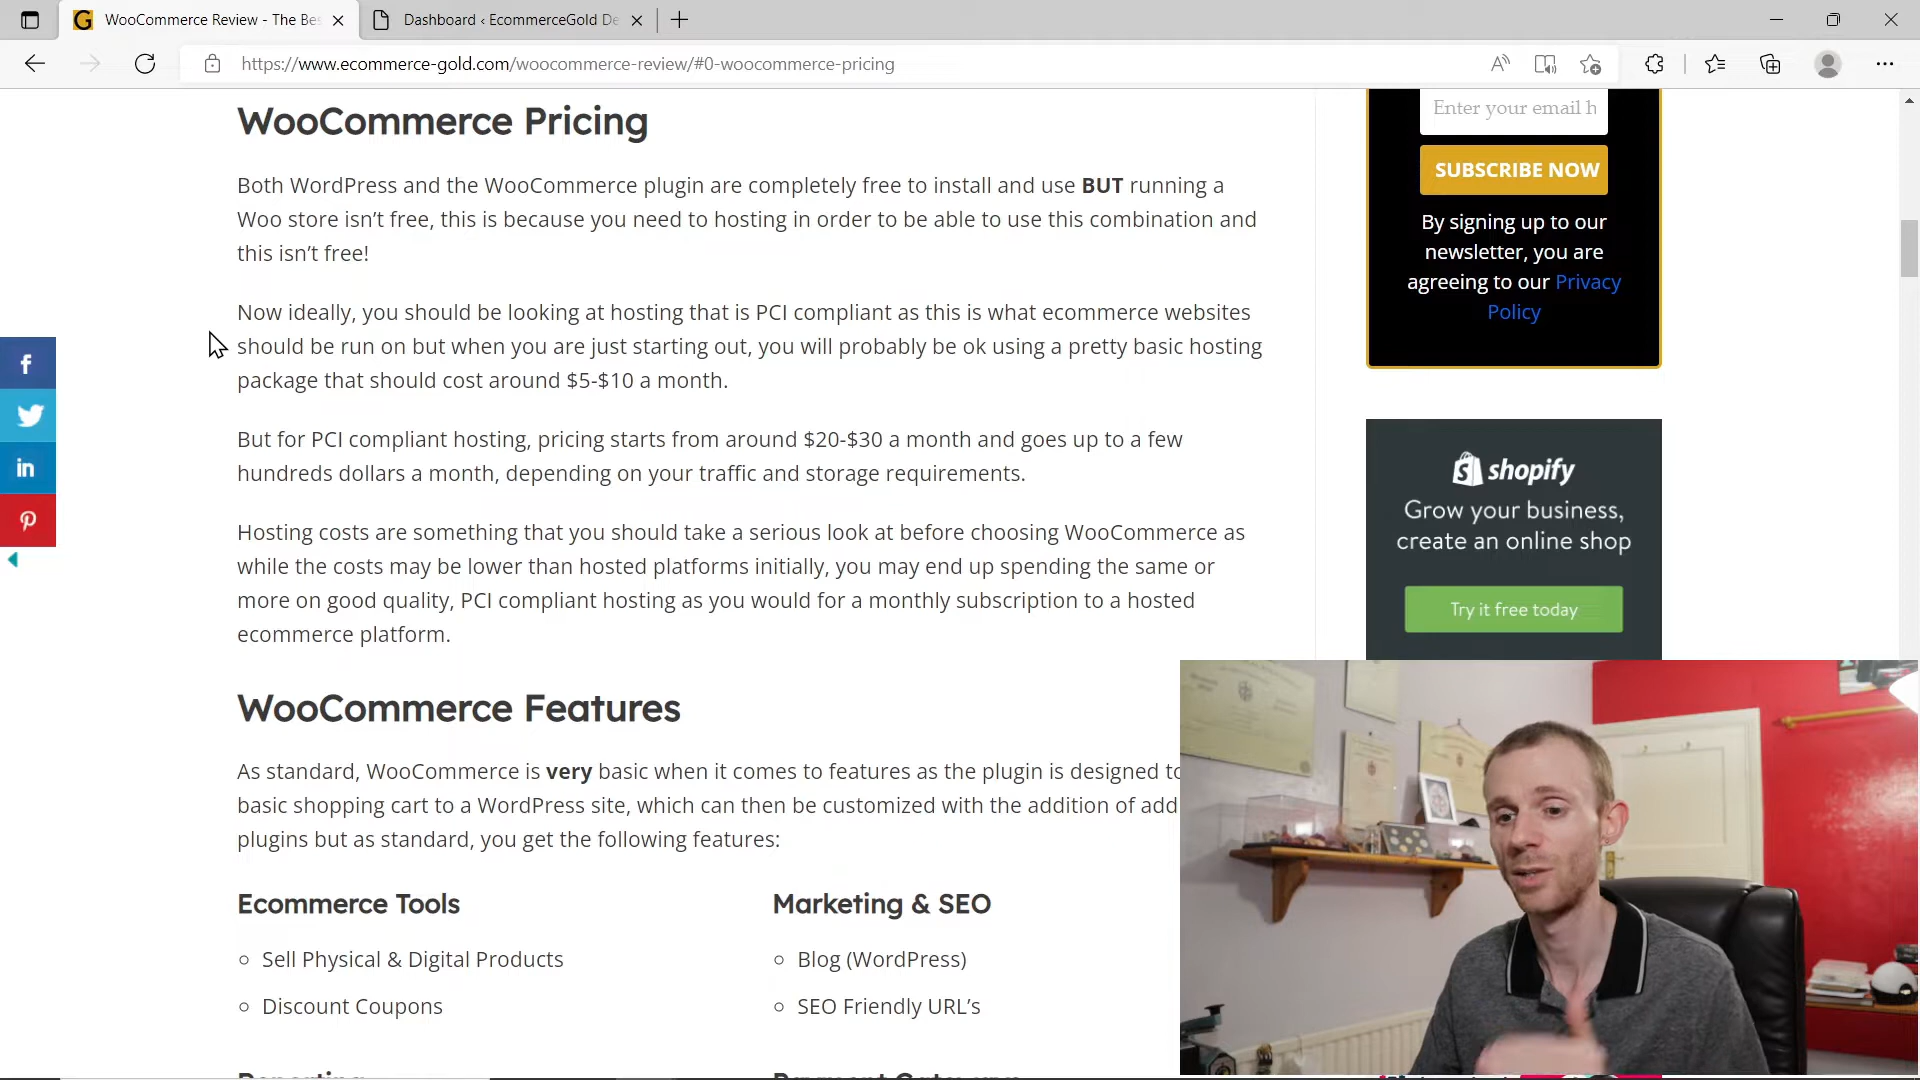 WooCommerce Review - The Bes
Dashboard ‹ EcommerceGold De
https://www.ecommerce-gold.com/woocommerce-review/#0-woocommerce-pricing
WooCommerce Pricing
Both WordPress and the WooCommerce plugin are completely free to install and use BUT running a
Woo store isn't free, this is because you need to hosting in order to be able to use this combination and
this isn't free!
Now ideally, you should be looking at hosting that is PCI compliant as this is what ecommerce websites
should be run on but when you are just starting out, you will probably be ok using a pretty basic hosting
package that should cost around $5-$10 a month.
But for PCI compliant hosting, pricing starts from around $20-$30 a month and goes up to a few
hundreds dollars a month, depending on your traffic and storage requirements.
Hosting costs are something that you should take a serious look at before choosing WooCommerce as
while the costs may be lower than hosted platforms initially, you may end up spending the same or
more on good quality, PCI compliant hosting as you would for a monthly subscription to a hosted
ecommerce platform.
WooCommerce Features
As standard, WooCommerce is very basic when it comes to features as the plugin is designed to
basic shopping cart to a WordPress site, which can then be customized with the addition of add
plugins but as standard, you get the following features:
Ecommerce Tools
Sell Physical & Digital Products
Discount Coupons
Marketing & SEO
Blog (WordPress)
SEO Friendly URL's
Enter your email h
SUBSCRIBE NOW
By signing up to our
newsletter, you are
agreeing to our Privacy
Policy
shopify
Grow your business,
create an online shop
Try it free today